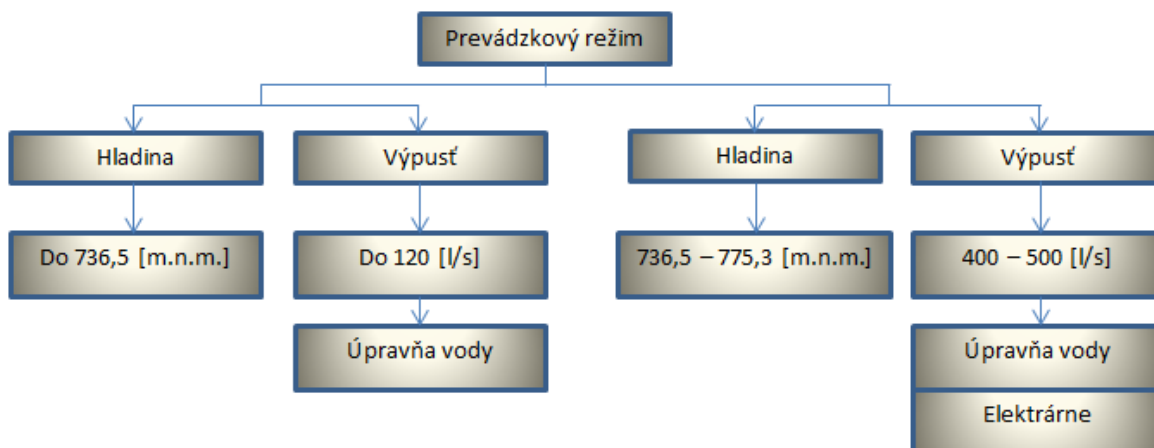 Prevádzkový režim
Hladina
Výpusť
Hladina
Výpusť
Do 736,5 [m.n.m.]
Do 120 [l/s]
736,5 – 775,3 [m.n.m.]
400 – 500 [l/s]
Úpravňa vody
Úpravňa vody
Elektrárne